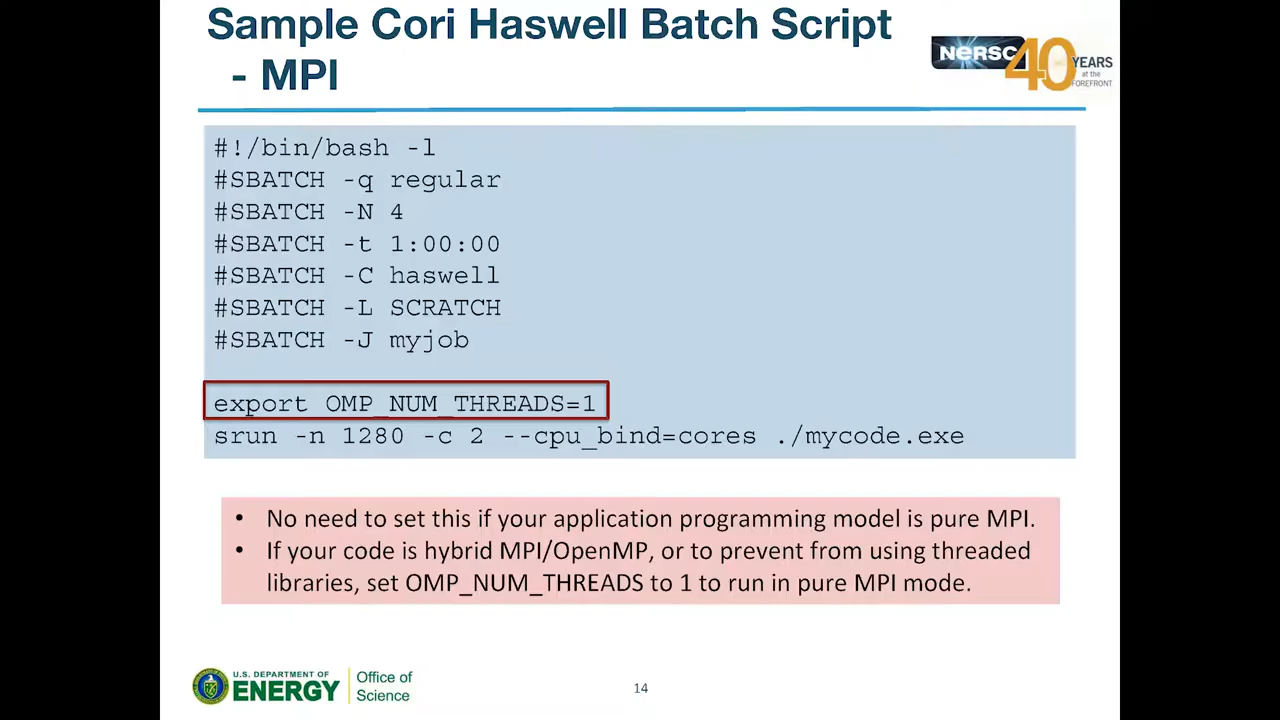 Sample Cori Haswell Batch Script
- MPI
NERSC 40 YEARS
at the
FOREFRONT
#!/bin/bash -l
#SBATCH -q regular
#SBATCH -N 4
#SBATCH -t 1:00:00
#SBATCH -C haswell
#SBATCH -L SCRATCH
#SBATCH -J myjob
export OMP_NUM_THREADS=1
srun -n 1280 -c 2 --cpu_bind=cores ./mycode.exe
• No need to set this if your application programming model is pure MPI.
• If your code is hybrid MPI/OpenMP, or to prevent from using threaded
libraries, set OMP_NUM_THREADS to 1 to run in pure MPI mode.
U.S. DEPARTMENT OF
ENERGY
Office of
Science
14